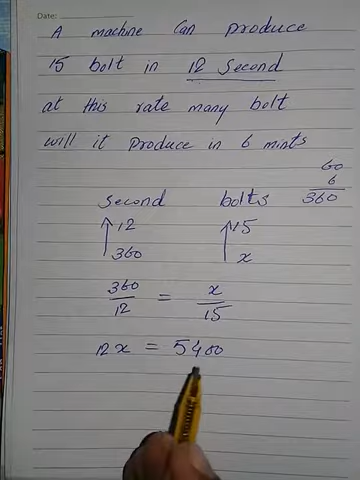 Date:
A machine can produce
15 bolt in 12 Second
at this rate many bolt
will it produce in 6 mints
60
6
360
second bolts
12 15
360 x
360/12 = x/15
12x = 5400